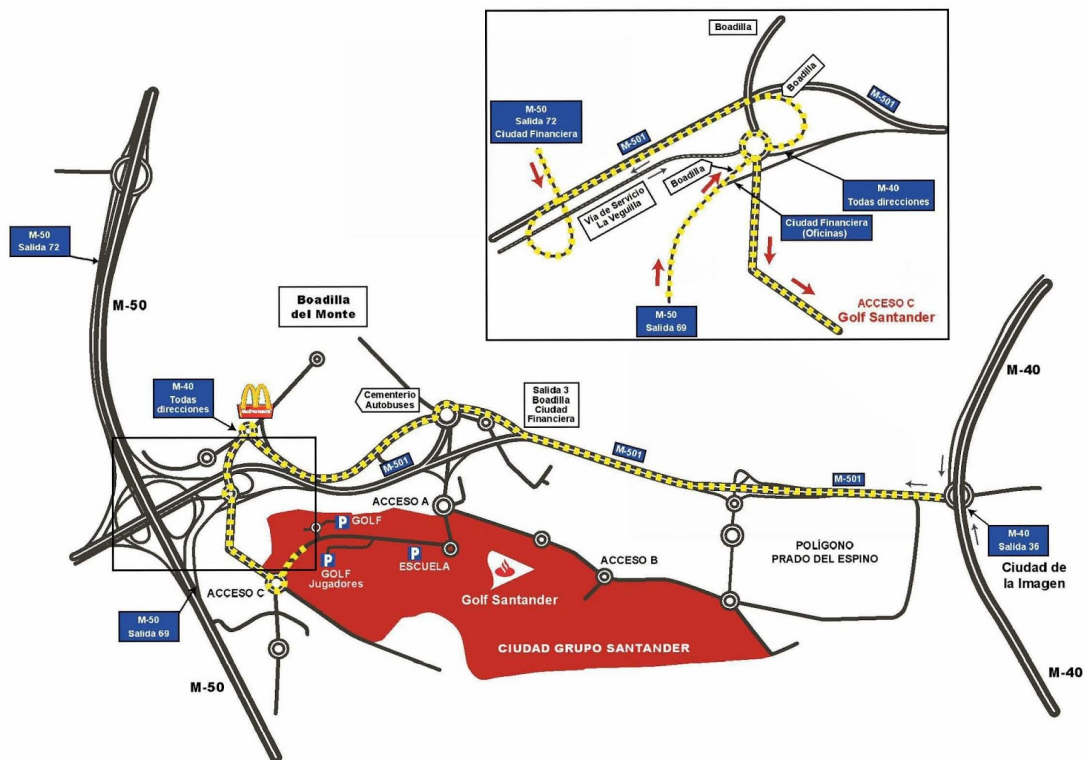 Boadilla
Boadilla
M-50
Salida 72
Ciudad Financiera
M-501
M-501
Boadilla
Vía de Servicio
La Veguilla
M-40
Todas direcciones
Ciudad Financiera
(Oficinas)
M-50
Salida 69
ACCESO C
Golf Santander
M-50
Salida 72
M-50
Boadilla
del Monte
M-40
Todas
direcciones
McDonald's
Cementerio
Autobuses
Salida 3
Boadilla
Ciudad
Financiera
M-40
M-501
M-501
M-501
ACCESO A
P GOLF
P
GOLF
Jugadores
P
ESCUELA
ACCESO B
POLÍGONO
PRADO DEL ESPINO
M-40
Salida 36
Ciudad de
la Imagen
Golf Santander
ACCESO C
M-50
Salida 69
CIUDAD GRUPO SANTANDER
M-50
M-40